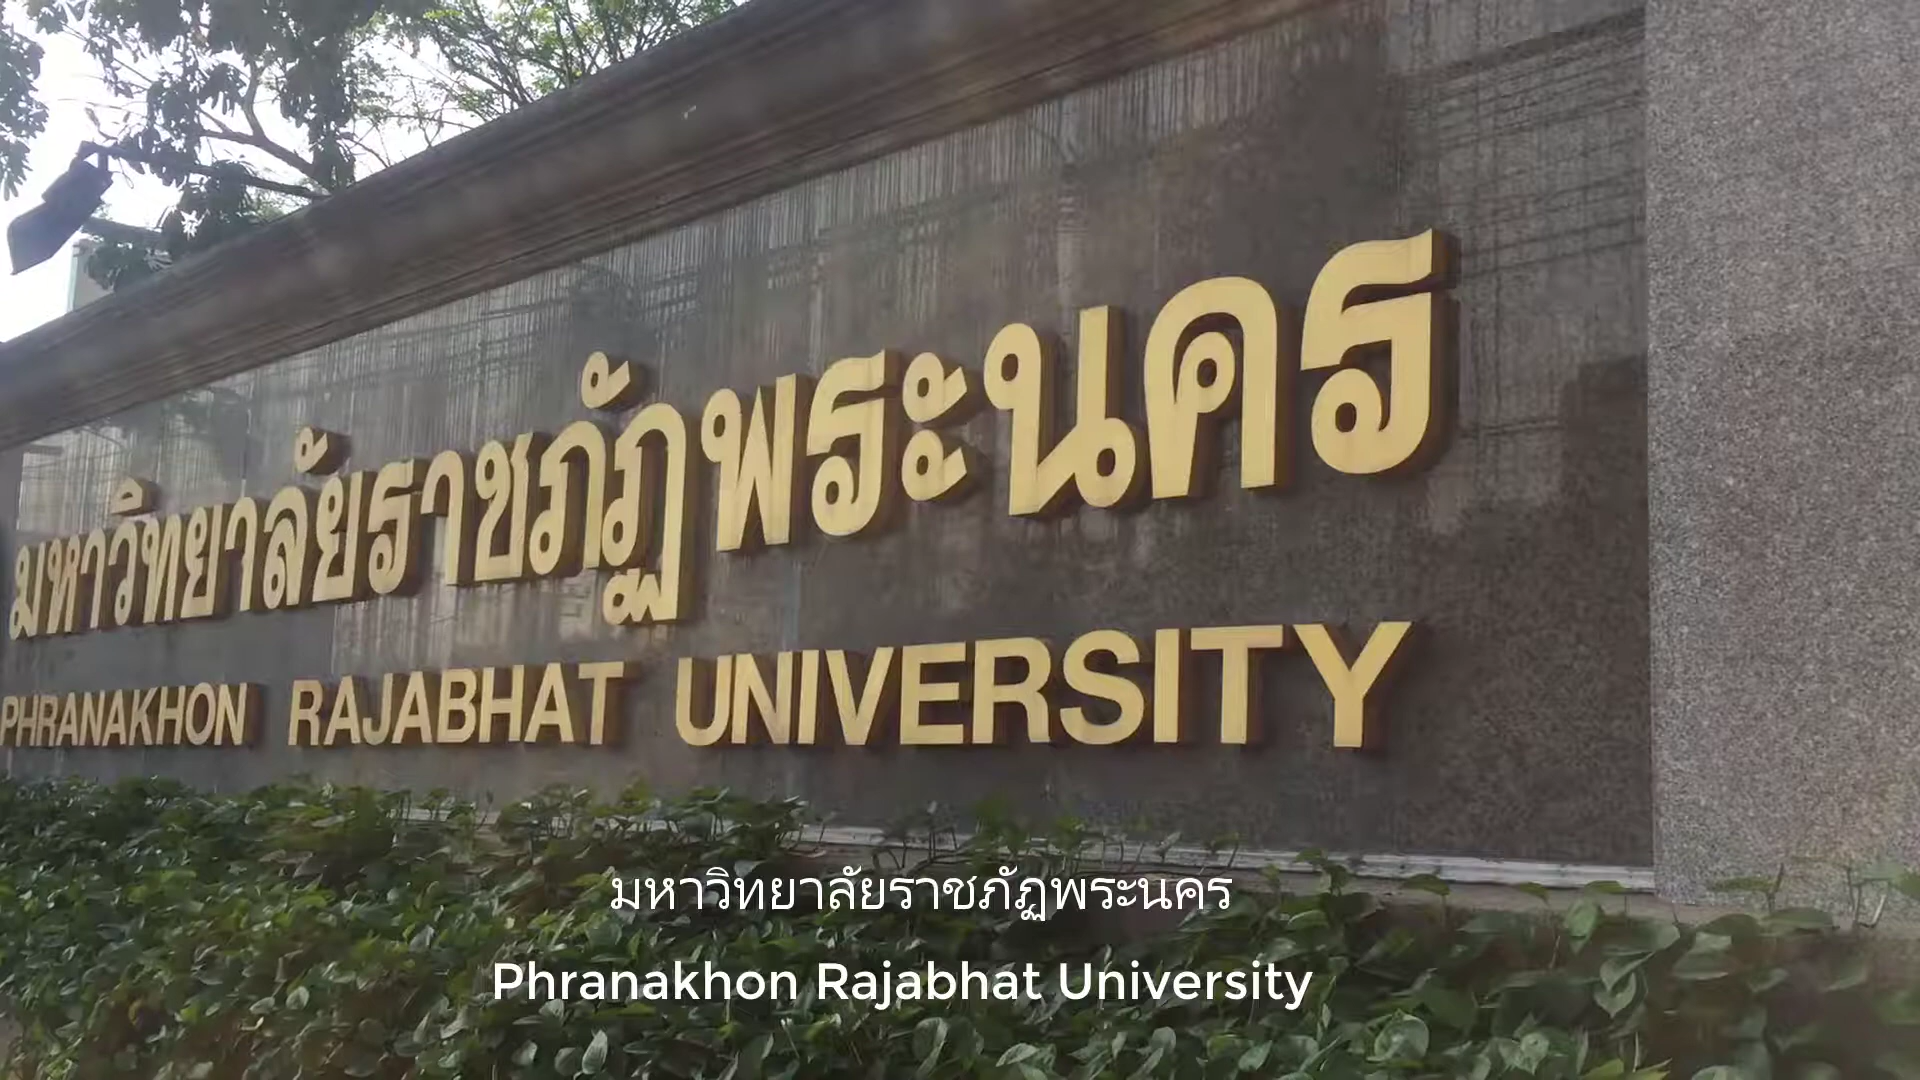 มหาวิทยาลัยราชภัฏพระนคร
PHRANAKHON RAJABHAT UNIVERSITY
มหาวิทยาลัยราชภัฏพระนคร
Phranakhon Rajabhat University